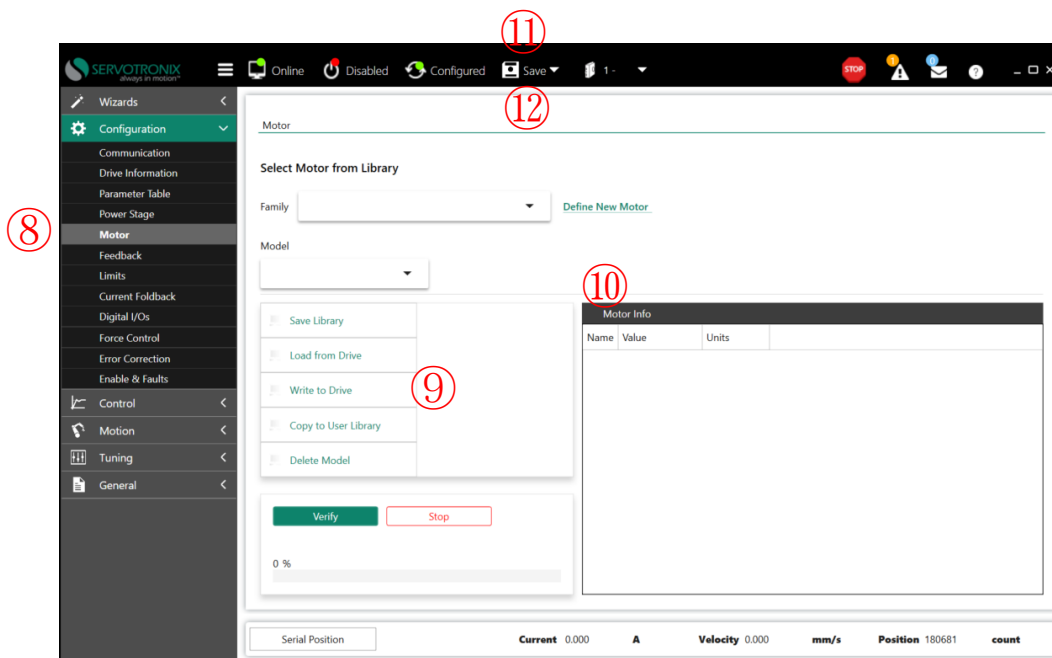 ⑪
SERVOTRONIX
always in motion™
Online
Disabled
Configured
Save
1 -
STOP
1
0
?
⑫
Wizards
Configuration
Communication
Drive Information
Parameter Table
Power Stage
⑧
Motor
Feedback
Limits
Current Foldback
Digital I/Os
Force Control
Error Correction
Enable & Faults
Control
Motion
Tuning
General
Motor
Select Motor from Library
Family
Define New Motor
Model
Save Library
Load from Drive
Write to Drive
⑨
Copy to User Library
Delete Model
Verify
Stop
0 %
⑩
Motor Info
Name Value Units
Serial Position
Current 0.000 A
Velocity 0.000 mm/s
Position 180681 count